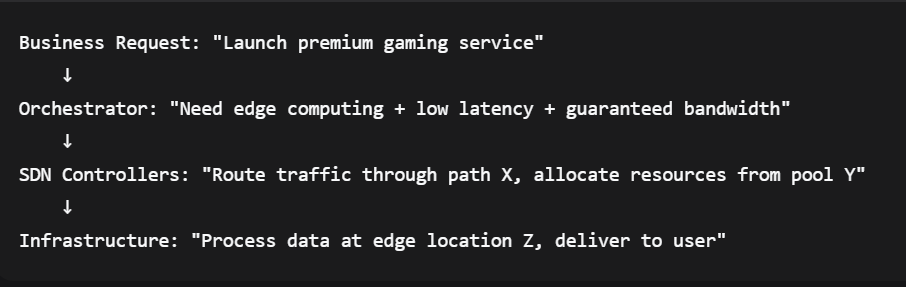 Business Request: "Launch premium gaming service"
↓
Orchestrator: "Need edge computing + low latency + guaranteed bandwidth"
↓
SDN Controllers: "Route traffic through path X, allocate resources from pool Y"
↓
Infrastructure: "Process data at edge location Z, deliver to user"